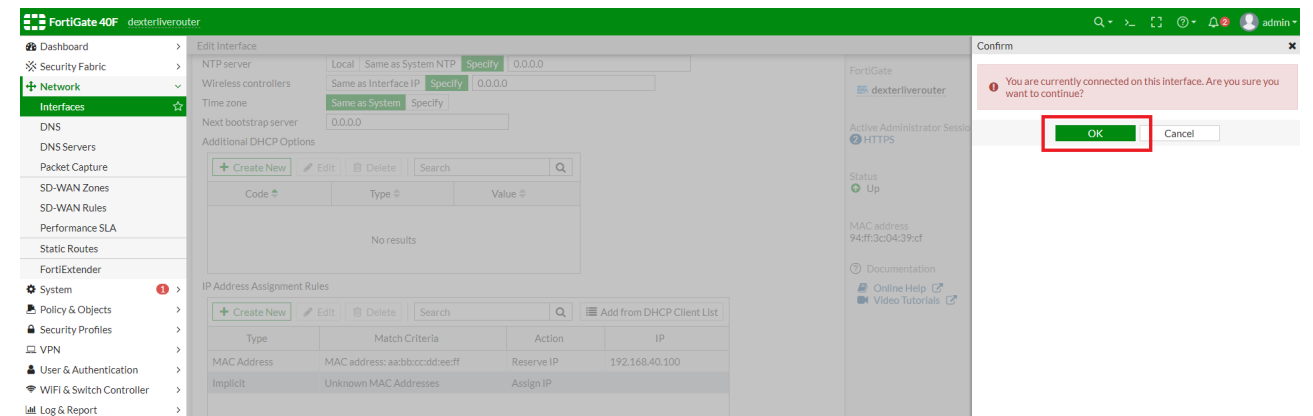 FortiGate 40F dexterliverouter
admin
Dashboard
Security Fabric
Network
Interfaces
DNS
DNS Servers
Packet Capture
SD-WAN Zones
SD-WAN Rules
Performance SLA
Static Routes
FortiExtender
System 1
Policy & Objects
Security Profiles
VPN
User & Authentication
WiFi & Switch Controller
Log & Report
Edit Interface
NTP server Local Same as System NTP Specify 0.0.0.0
Wireless controllers Same as Interface IP Specify 0.0.0.0
Time zone Same as System Specify
Next bootstrap server 0.0.0.0
Additional DHCP Options
+ Create New Edit Delete Search
Code Type Value
No results
IP Address Assignment Rules
+ Create New Edit Delete Search Add from DHCP Client List
Type Match Criteria Action IP
MAC Address MAC address: aa:bb:cc:dd:ee:ff Reserve IP 192.168.40.100
Implicit Unknown MAC Addresses Assign IP
FortiGate
dexterliverouter
Active Administrator Sessio
2 HTTPS
Status
Up
MAC address
94:ff:3c:04:39:cf
Documentation
Online Help
Video Tutorials
2
Confirm
You are currently connected on this interface. Are you sure you
want to continue?
OK Cancel